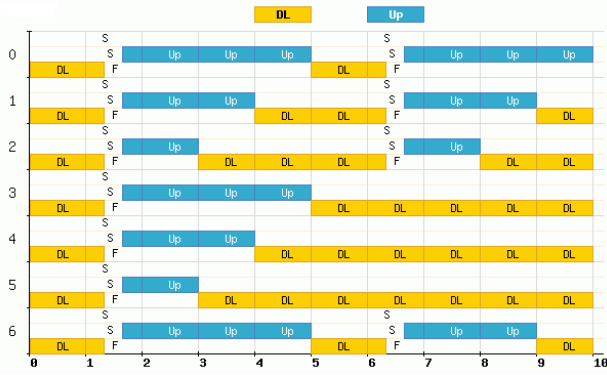 DL Up
S S
0 S Up Up Up S Up Up Up
DL F DL F
S S
1 S Up Up S Up Up
DL F DL DL F DL
S S
2 S Up S Up
DL F DL DL DL F DL DL
S
3 S Up Up Up
DL F DL DL DL DL DL
S
4 S Up Up
DL F DL DL DL DL DL DL
S
5 S Up
DL F DL DL DL DL DL DL DL
S S
6 S Up Up Up S Up Up
DL F DL F DL
0 1 2 3 4 5 6 7 8 9 10